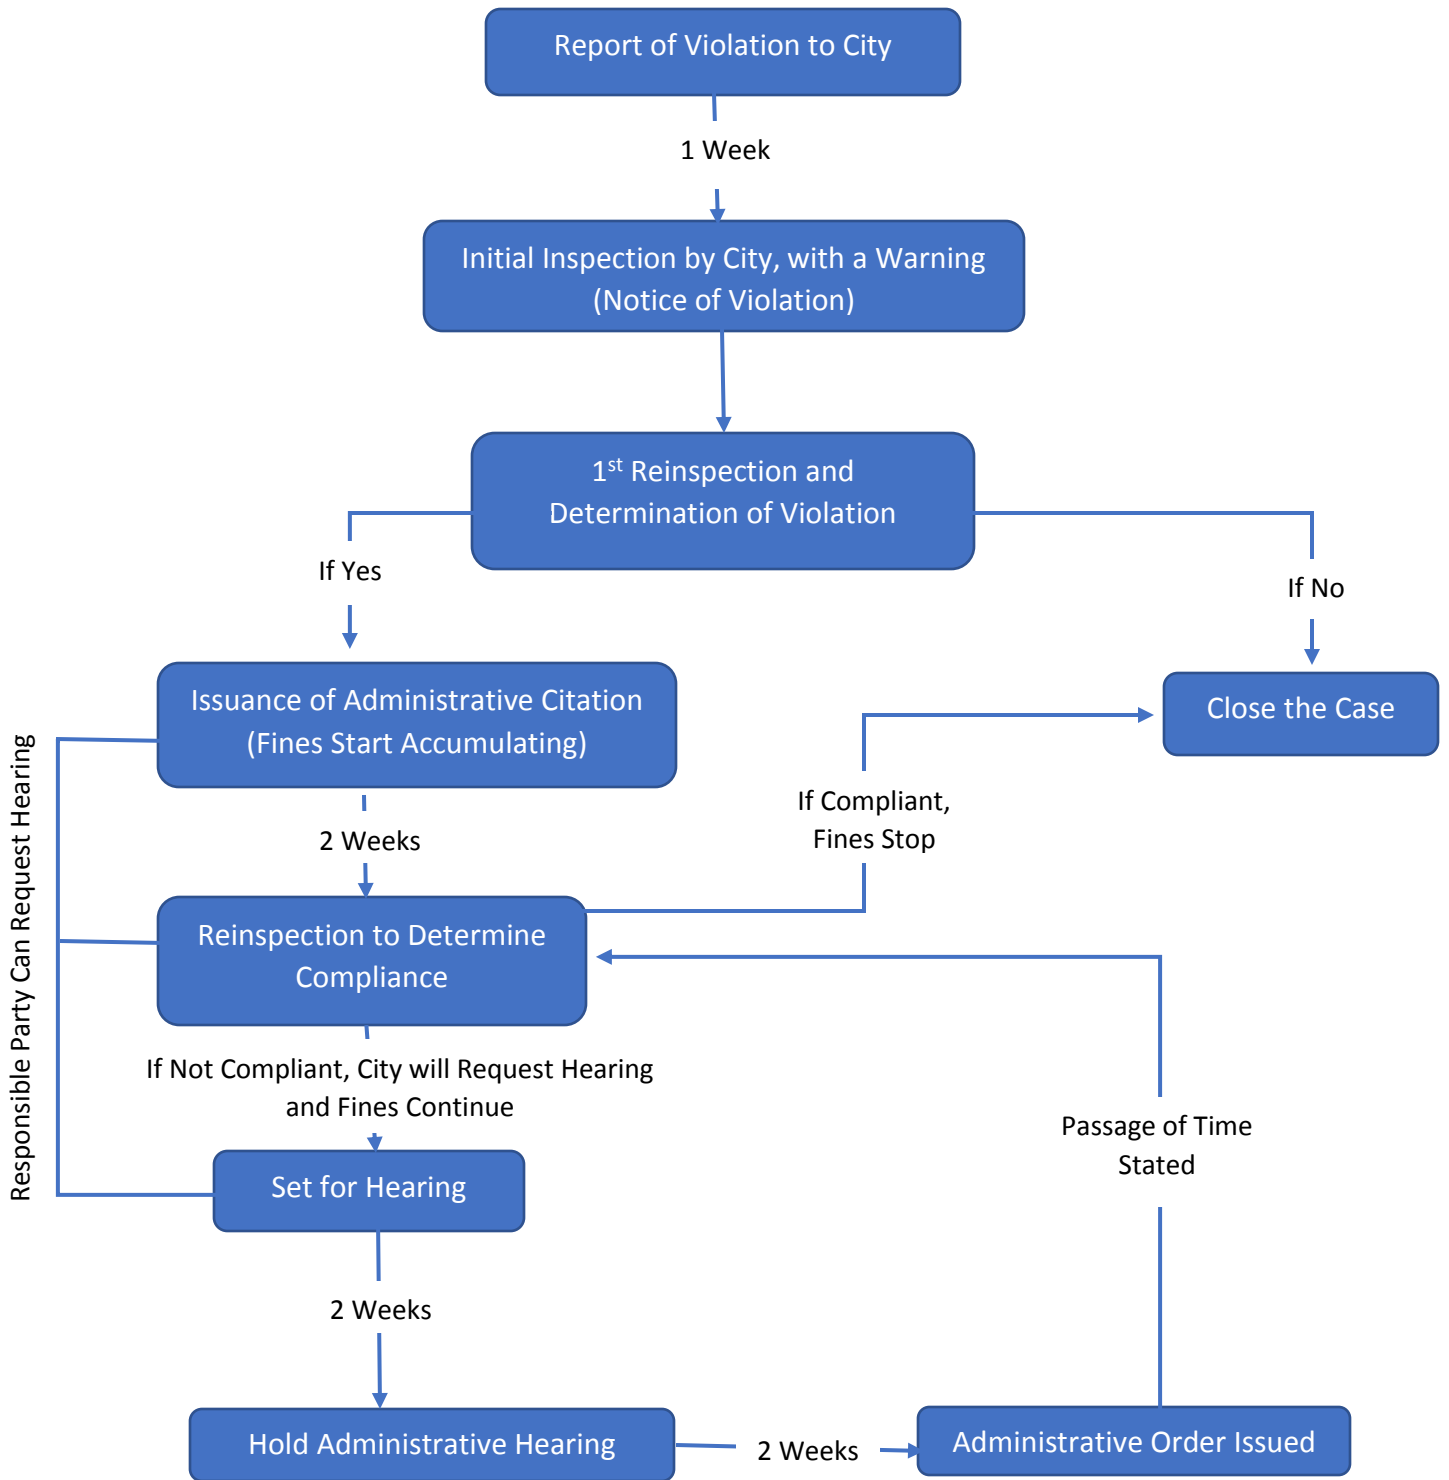 Report of Violation to City
1 Week
Initial Inspection by City, with a Warning
(Notice of Violation)
1st Reinspection and
Determination of Violation
If Yes
If No
Issuance of Administrative Citation
(Fines Start Accumulating)
Close the Case
Responsible Party Can Request Hearing
If Compliant,
Fines Stop
2 Weeks
Reinspection to Determine
Compliance
If Not Compliant, City will Request Hearing
and Fines Continue
Passage of Time
Stated
Set for Hearing
2 Weeks
Hold Administrative Hearing
2 Weeks
Administrative Order Issued